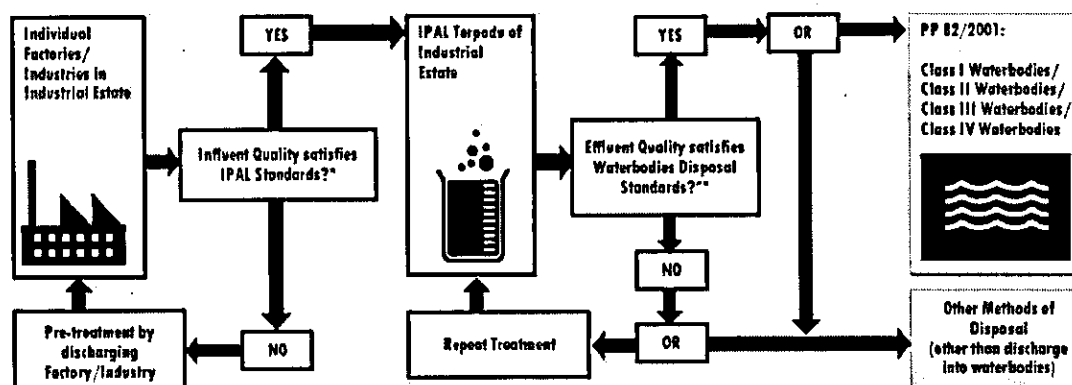 Individual
Factories/
Industries in
Industrial Estate
YES
IPAL Terpadu of
Industrial
Estate
YES
OR
PP 82/2001:
Class I Waterbodies/
Class II Waterbodies/
Class III Waterbodies/
Class IV Waterbodies
Influent Quality satisfies
IPAL Standards?*
Effluent Quality satisfies
Waterbodies Disposal
Standards?**
NO
Pre-treatment by
discharging
Factory/Industry
NO
Repeat Treatment
OR
Other Methods of
Disposal
(other than discharge
into waterbodies)